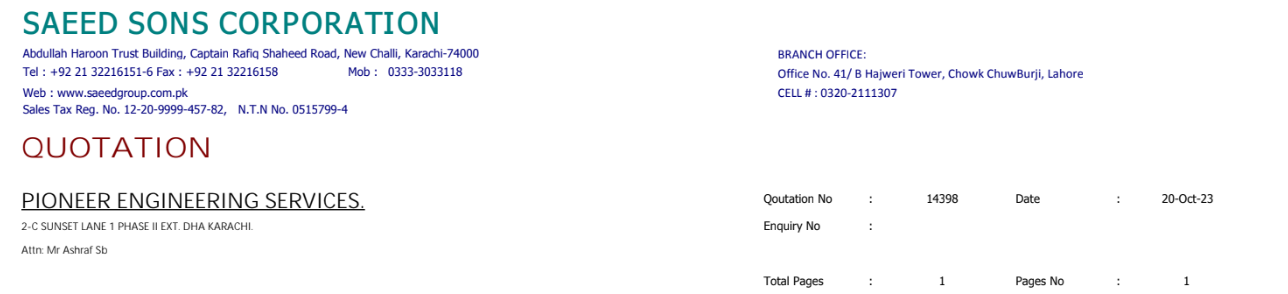 SAEED SONS CORPORATION
Abdullah Haroon Trust Building, Captain Rafiq Shaheed Road, New Challi, Karachi-74000
Tel : +92 21 32216151-6 Fax : +92 21 32216158 Mob : 0333-3033118
Web : www.saeedgroup.com.pk
Sales Tax Reg. No. 12-20-9999-457-82, N.T.N No. 0515799-4
BRANCH OFFICE:
Office No. 41/ B Hajweri Tower, Chowk ChuwBurji, Lahore
CELL # : 0320-2111307
QUOTATION
PIONEER ENGINEERING SERVICES.
2-C SUNSET LANE 1 PHASE II EXT. DHA KARACHI.
Attn: Mr Ashraf Sb
Qoutation No : 14398 Date : 20-Oct-23
Enquiry No :
Total Pages : 1 Pages No : 1